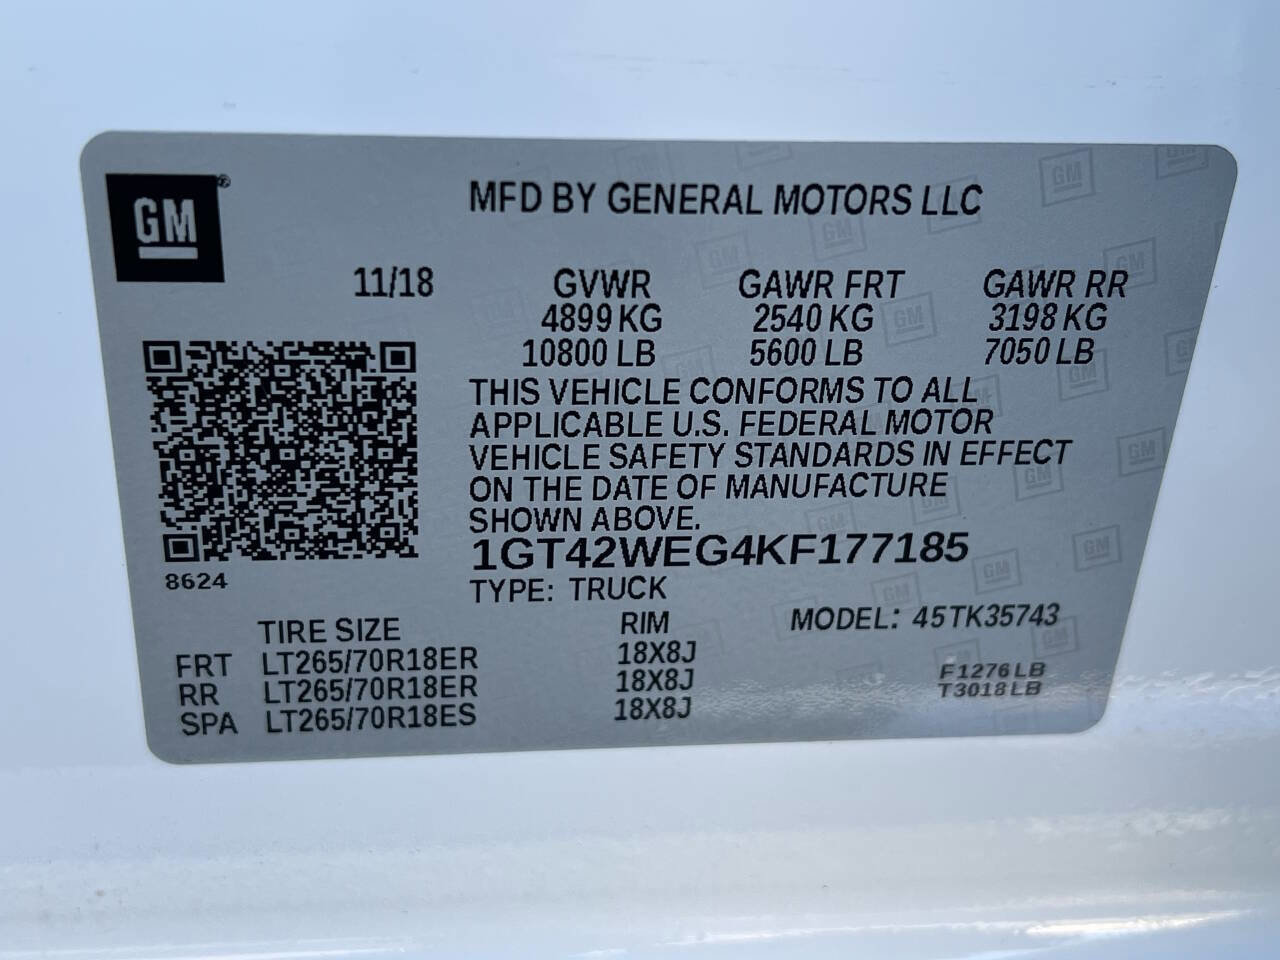 GM
MFD BY GENERAL MOTORS LLC
11/18 GVWR GAWR FRT GAWR RR
4899 KG 2540 KG 3198 KG
10800 LB 5600 LB 7050 LB
THIS VEHICLE CONFORMS TO ALL
APPLICABLE U.S. FEDERAL MOTOR
VEHICLE SAFETY STANDARDS IN EFFECT
ON THE DATE OF MANUFACTURE
SHOWN ABOVE.
1GT42WEG4KF177185
8624
TYPE: TRUCK
TIRE SIZE RIM MODEL: 45TK35743
FRT LT265/70R18ER 18X8J
RR LT265/70R18ER 18X8J
SPA LT265/70R18ES 18X8J
F1276LB
T3018LB